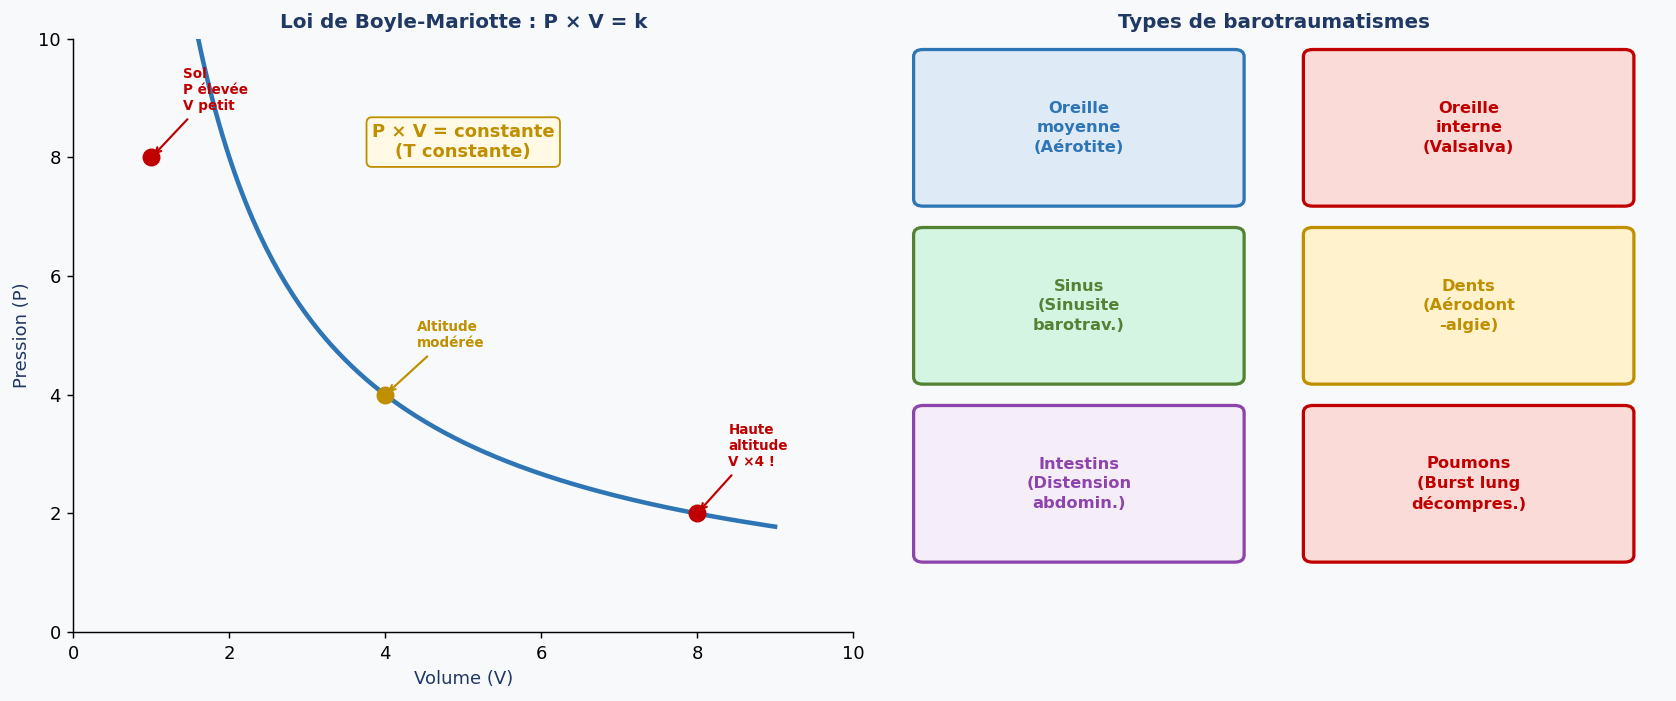 Loi de Boyle-Mariotte : P × V = k
10
8
6
4
2
0
Pression (P)
Sol
P élevée
V petit
P × V = constante
(T constante)
Altitude
modérée
Haute
altitude
V ×4 !
0
2
4
6
8
10
Volume (V)
Types de barotraumatismes
Oreille
moyenne
(Aérotite)
Oreille
interne
(Valsalva)
Sinus
(Sinusite
barotrav.)
Dents
(Aérodont
-algie)
Intestins
(Distension
abdomin.)
Poumons
(Burst lung
décompres.)